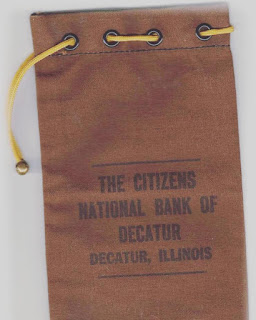 THE CITIZENS
NATIONAL BANK OF
DECATUR
DECATUR, ILLINOIS